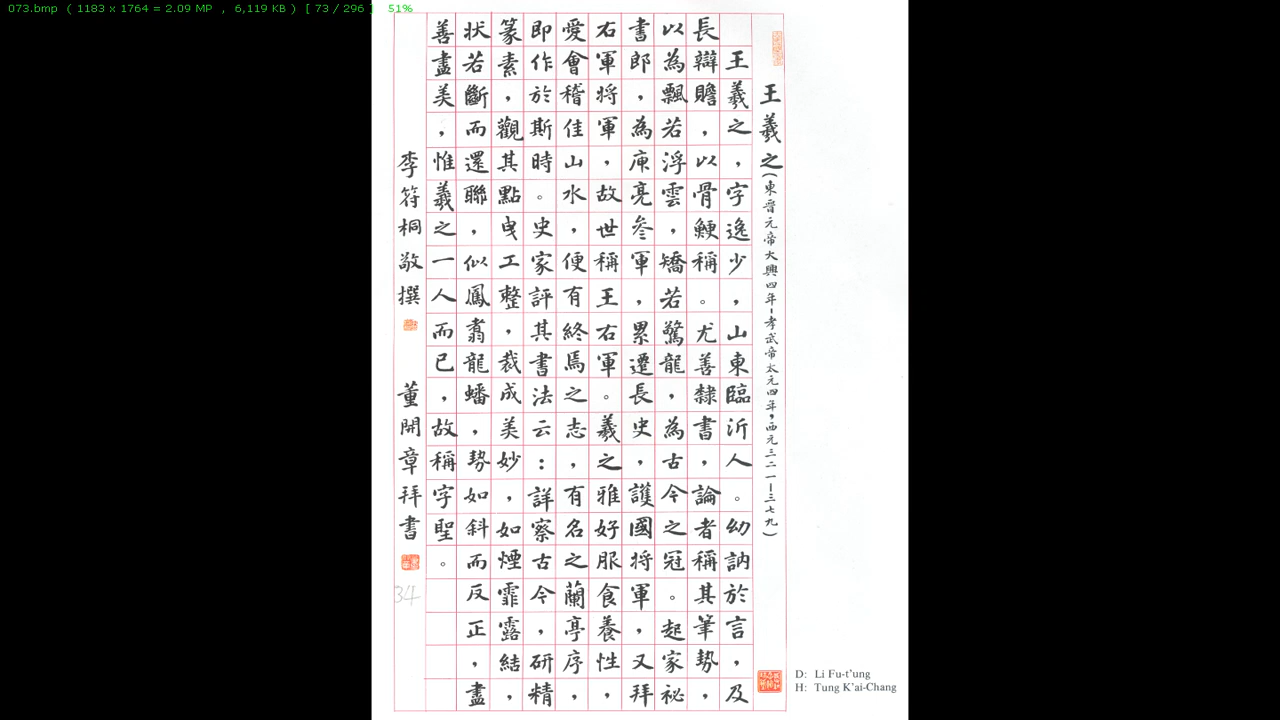 073.bmp ( 1183 x 1764 = 2.09 MP , 6,119 KB ) [ 73 / 296 ] 51%
王羲之(東晉元帝大興四年-孝武帝太元四年,西元三二一-三七九)
王羲之,字逸少,山東臨沂人。幼訥於言,及
長辯贍,以骨鯁稱。尤善隸書,論者稱其筆勢,
以為飄若浮雲,矯若驚龍,為古今之冠。起家祕
書郎,為庾亮參軍,累遷長史,護國將軍,又拜
右軍將軍,故世稱王右軍。羲之雅好服食養性,
愛會稽佳山水,便有終焉之志,有名之蘭亭序,
即作於斯時。史家評其書法云:詳察古今,研精
篆素,觀其點曳工整,裁成美妙,如煙霏露結,
狀若斷而還聯,似鳳翥龍蟠,勢如斜而反正,盡
善盡美,惟羲之一人而已,故稱字聖。
李符桐敬撰 董開章拜書
34
D: Li Fu-t'ung
H: Tung K'ai-Chang